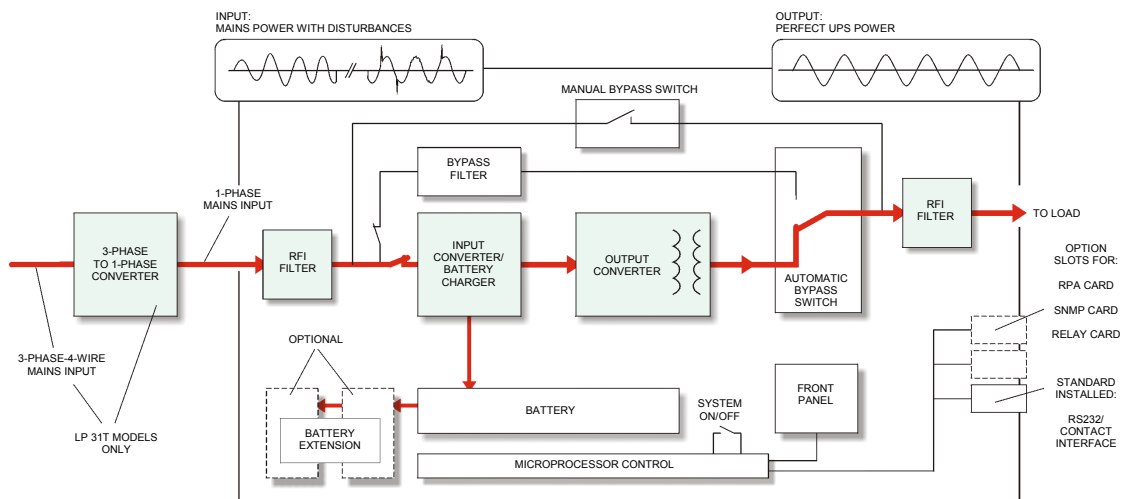 INPUT:
MAINS POWER WITH DISTURBANCES
OUTPUT:
PERFECT UPS POWER
MANUAL BYPASS SWITCH
BYPASS
FILTER
1-PHASE
MAINS INPUT
3-PHASE
TO 1-PHASE
CONVERTER
RFI
FILTER
INPUT
CONVERTER/
BATTERY
CHARGER
OUTPUT
CONVERTER
AUTOMATIC
BYPASS
SWITCH
RFI
FILTER
TO LOAD
OPTION
SLOTS FOR:
RPA CARD
SNMP CARD
RELAY CARD
3-PHASE-4-WIRE
MAINS INPUT
LP 31T MODELS
ONLY
OPTIONAL
BATTERY
EXTENSION
BATTERY
SYSTEM
ON/OFF
FRONT
PANEL
MICROPROCESSOR CONTROL
STANDARD
INSTALLED:
RS232/
CONTACT
INTERFACE